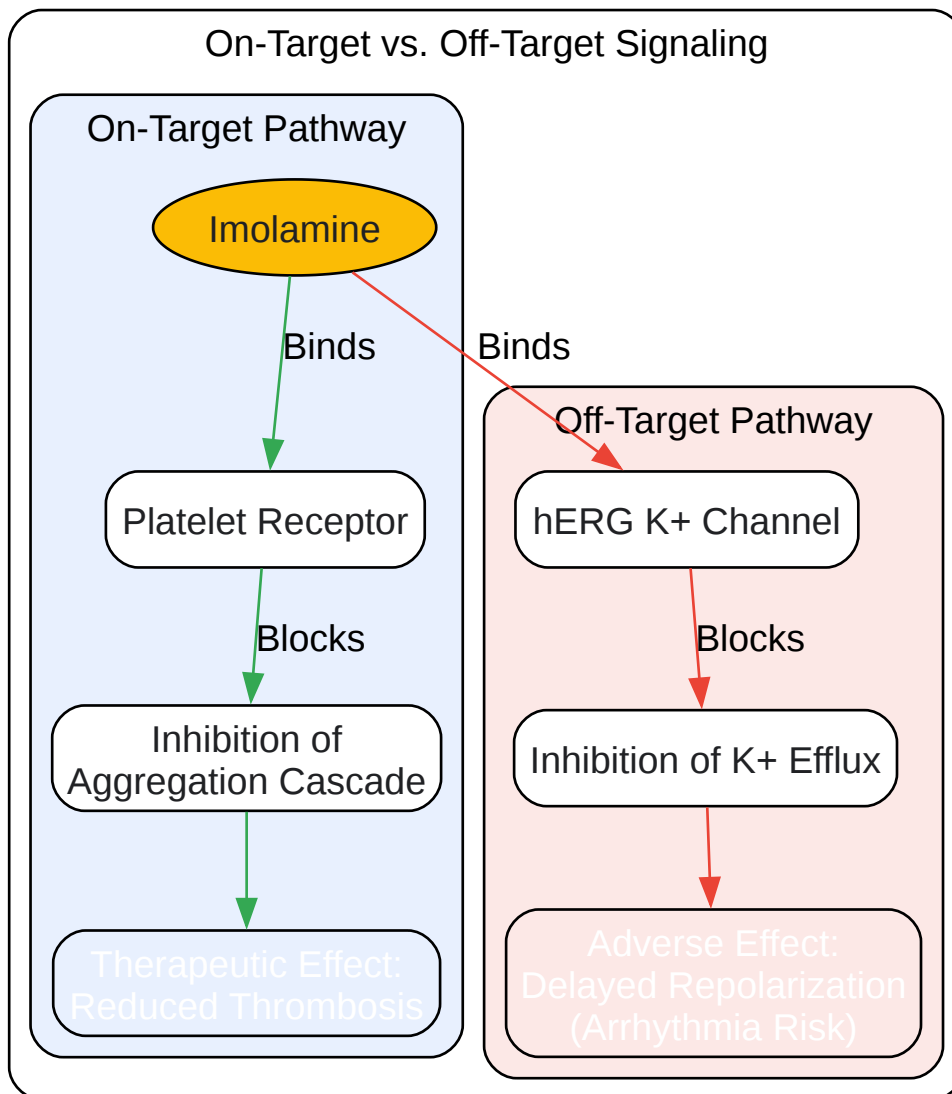 On-Target vs. Off-Target Signaling
On-Target Pathway
Imolamine
Binds
Binds
Off-Target Pathway
Platelet Receptor
hERG K+ Channel
Blocks
Blocks
Inhibition of
Aggregation Cascade
Inhibition of K+ Efflux
Therapeutic Effect:
Reduced Thrombosis
Adverse Effect:
Delayed Repolarization
(Arrhythmia Risk)